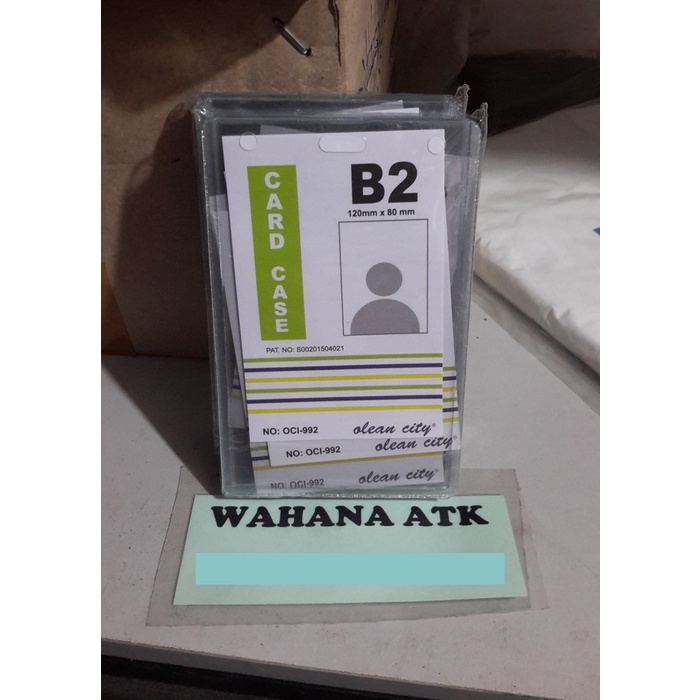 B2
120mm x 80 mm
CARD CASE
PAT. NO: S00201504021
NO: OCI-992 olean city®
NO: OCI-992 olean city®
NO: OCI-992 olean city®
WAHANA ATK